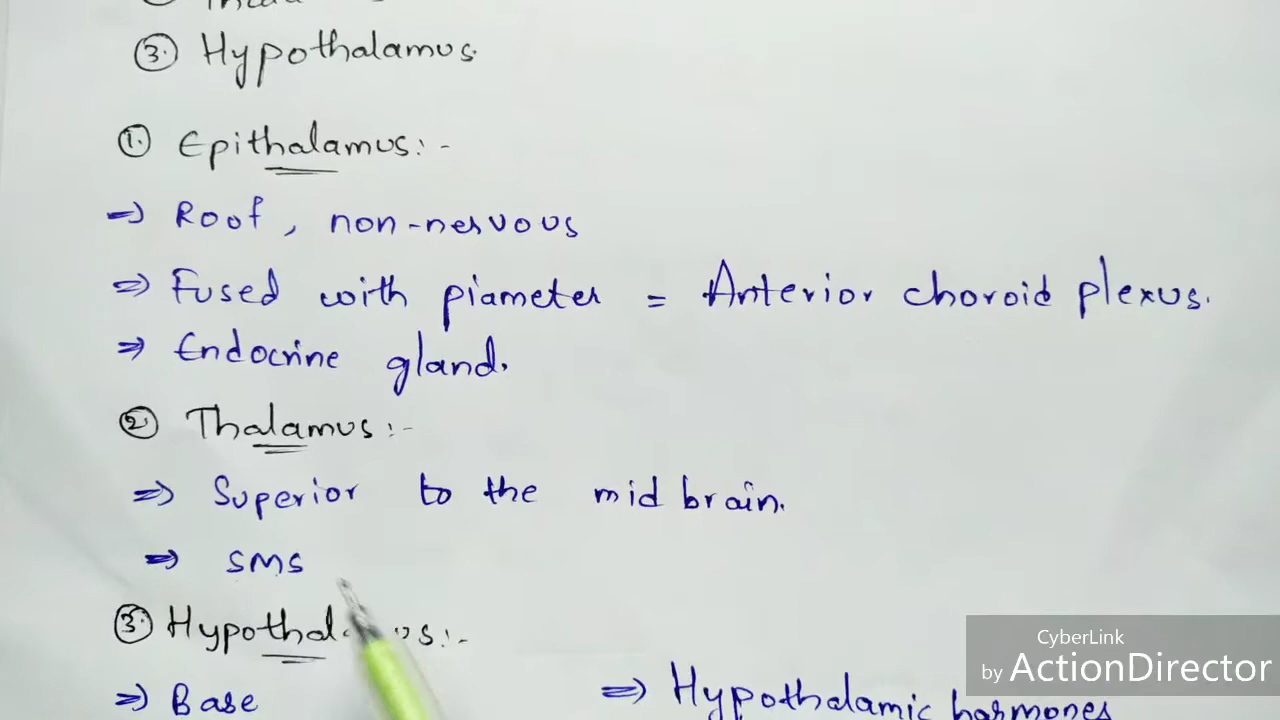 ③ Hypothalamus.
① Epithalamus:-
⇒ Roof, non-nervous
⇒ Fused with piameter = Anterior choroid plexus.
⇒ Endocrine gland.
② Thalamus:-
⇒ Superior to the mid brain.
⇒ SMS
③ :-
⇒ Base ⇒ Hypothalamic hormones
CyberLink
by ActionDirector